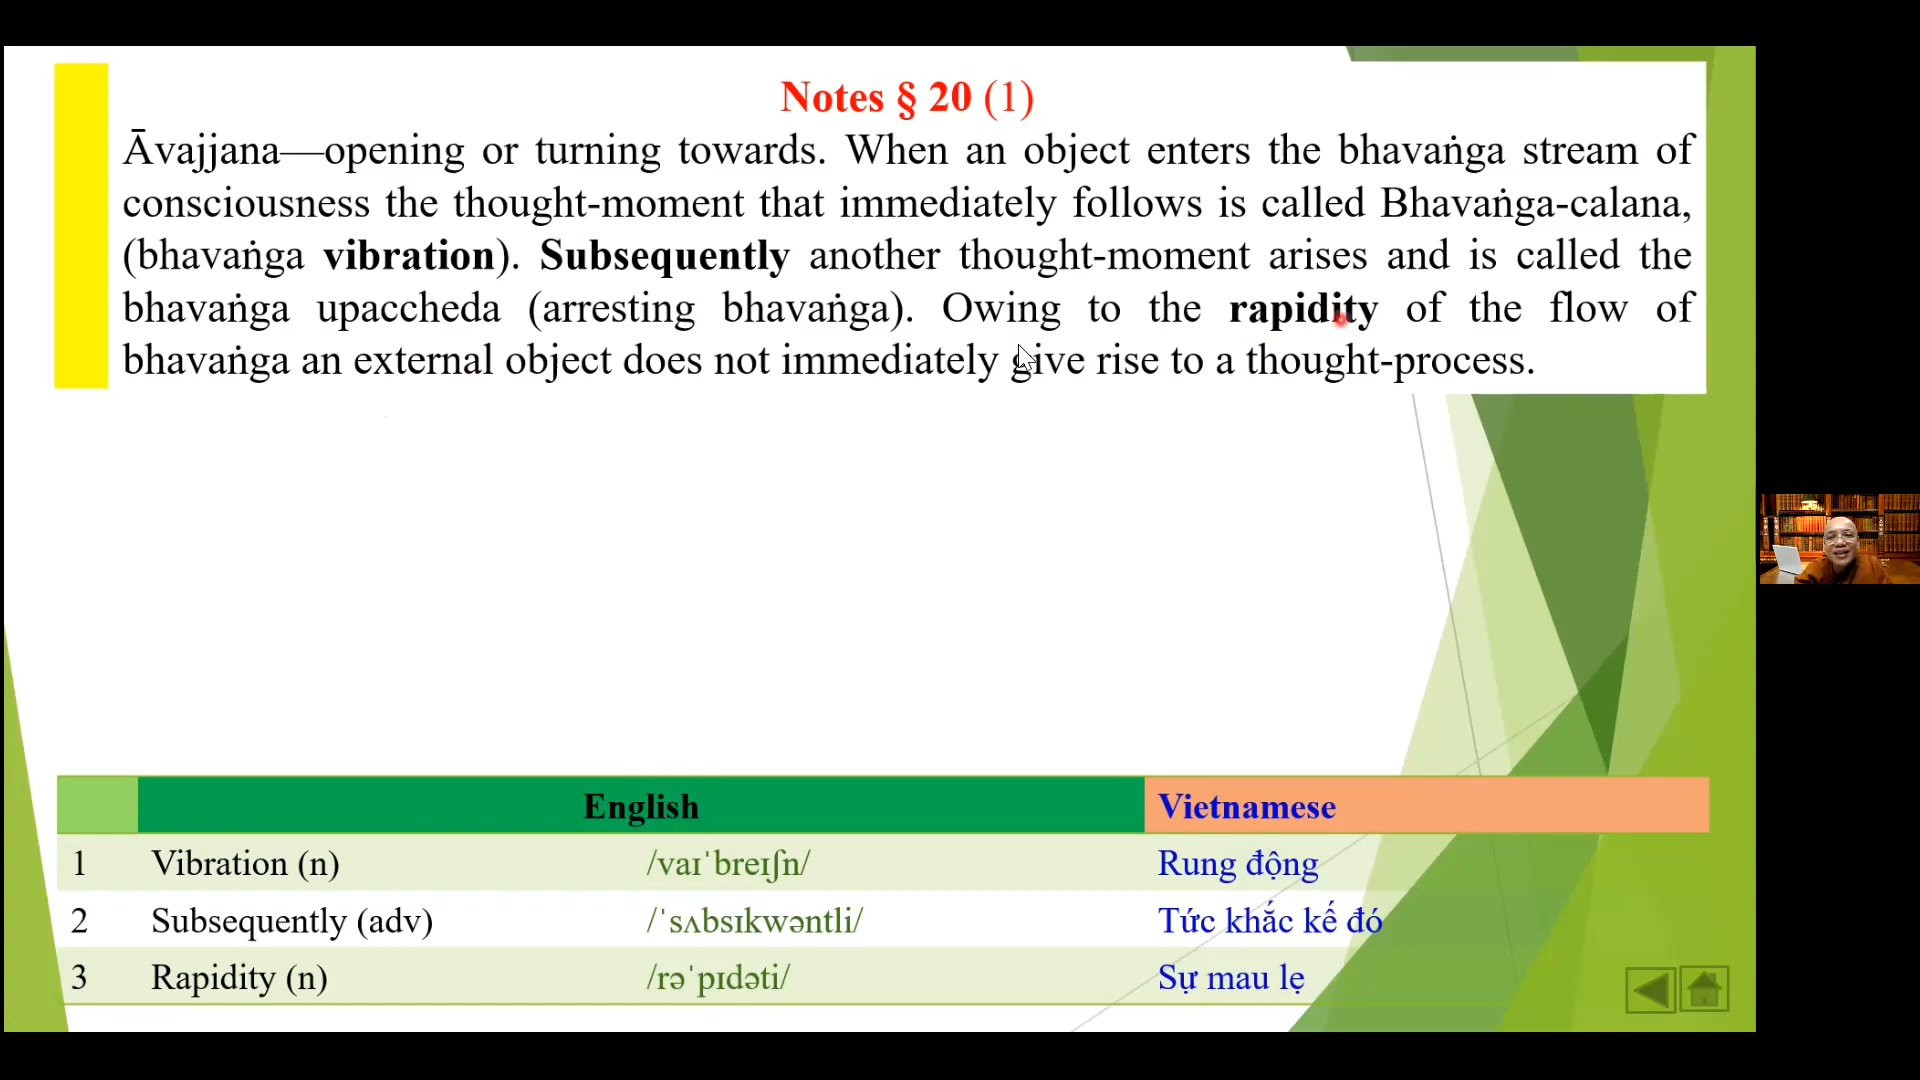 Notes § 20 (1)
Āvajjana—opening or turning towards. When an object enters the bhavaṅga stream of
consciousness the thought-moment that immediately follows is called Bhavaṅga-calana,
(bhavaṅga vibration). Subsequently another thought-moment arises and is called the
bhavaṅga upaccheda (arresting bhavaṅga). Owing to the rapidity of the flow of
bhavaṅga an external object does not immediately give rise to a thought-process.
English Vietnamese
1 Vibration (n) /vaɪˈbreɪʃn/ Rung động
2 Subsequently (adv) /ˈsʌbsɪkwəntli/ Tức khắc kế đó
3 Rapidity (n) /rəˈpɪdəti/ Sự mau lẹ